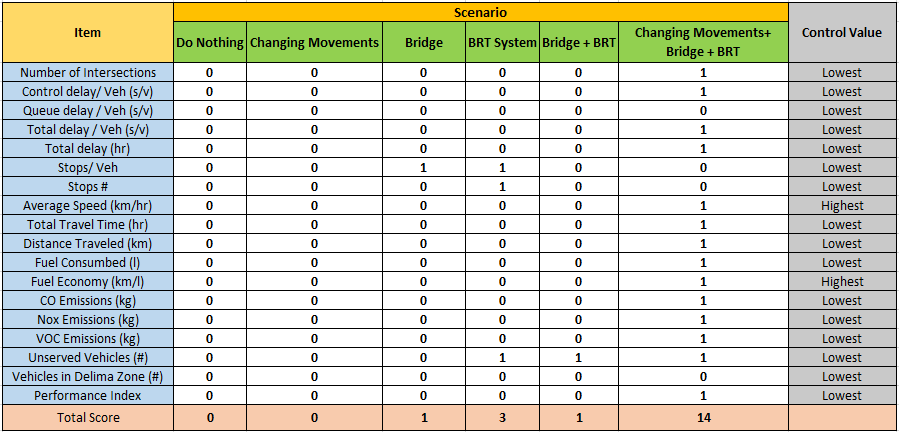 Item Scenario Control Value
Do Nothing Changing Movements Bridge BRT System Bridge + BRT Changing Movements+
Bridge + BRT
Number of Intersections 0 0 0 0 0 1 Lowest
Control delay/ Veh (s/v) 0 0 0 0 0 1 Lowest
Queue delay / Veh (s/v) 0 0 0 0 0 0 Lowest
Total delay / Veh (s/v) 0 0 0 0 0 1 Lowest
Total delay (hr) 0 0 0 0 0 1 Lowest
Stops/ Veh 0 0 1 1 0 0 Lowest
Stops # 0 0 0 1 0 0 Lowest
Average Speed (km/hr) 0 0 0 0 0 1 Highest
Total Travel Time (hr) 0 0 0 0 0 1 Lowest
Distance Traveled (km) 0 0 0 0 0 1 Lowest
Fuel Consumbed (l) 0 0 0 0 0 1 Lowest
Fuel Economy (km/l) 0 0 0 0 0 1 Highest
CO Emissions (kg) 0 0 0 0 0 1 Lowest
Nox Emissions (kg) 0 0 0 0 0 1 Lowest
VOC Emissions (kg) 0 0 0 0 0 1 Lowest
Unserved Vehicles (#) 0 0 0 1 1 1 Lowest
Vehicles in Delima Zone (#) 0 0 0 0 0 0 Lowest
Performance Index 0 0 0 0 0 1 Lowest
Total Score 0 0 1 3 1 14